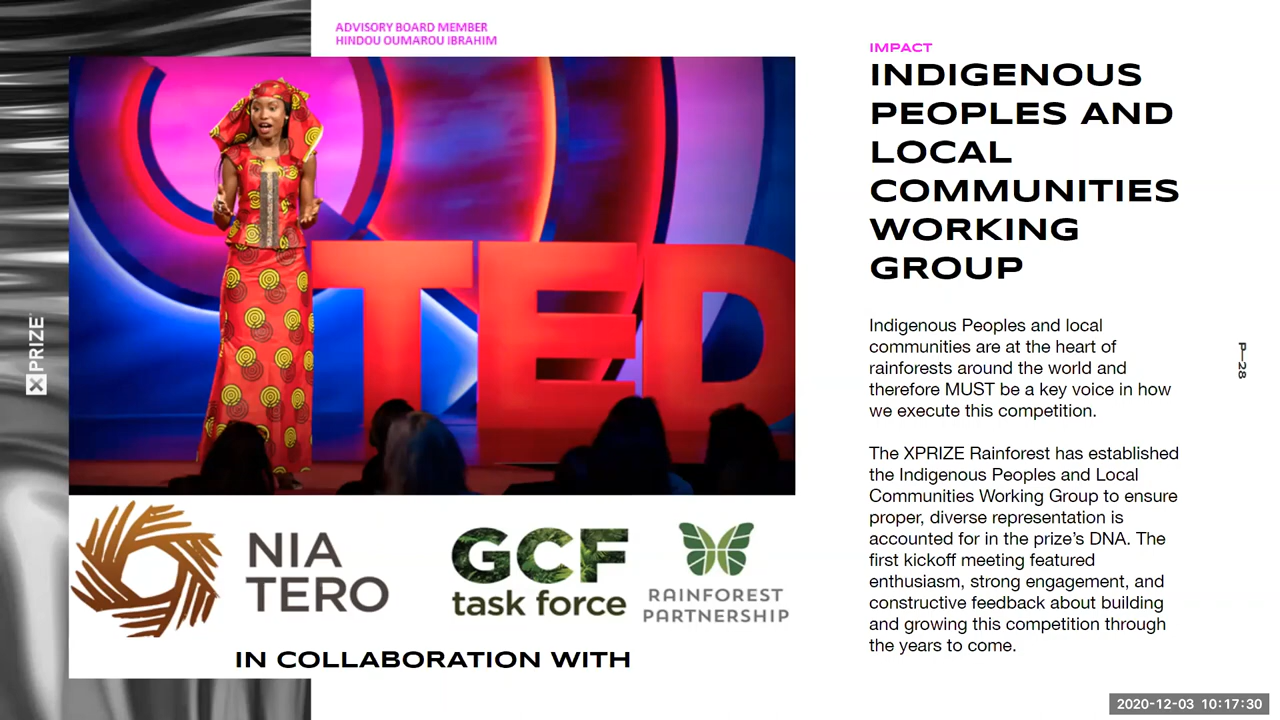 ADVISORY BOARD MEMBER
HINDOU OUMAROU IBRAHIM
TED
NIA
TERO
GCF
task force
RAINFOREST
PARTNERSHIP
IN COLLABORATION WITH
XPRIZE
IMPACT
INDIGENOUS
PEOPLES AND
LOCAL
COMMUNITIES
WORKING
GROUP
Indigenous Peoples and local
communities are at the heart of
rainforests around the world and
therefore MUST be a key voice in how
we execute this competition.
The XPRIZE Rainforest has established
the Indigenous Peoples and Local
Communities Working Group to ensure
proper, diverse representation is
accounted for in the prize’s DNA. The
first kickoff meeting featured
enthusiasm, strong engagement, and
constructive feedback about building
and growing this competition through
the years to come.
P—28
2020-12-03 10:17:30